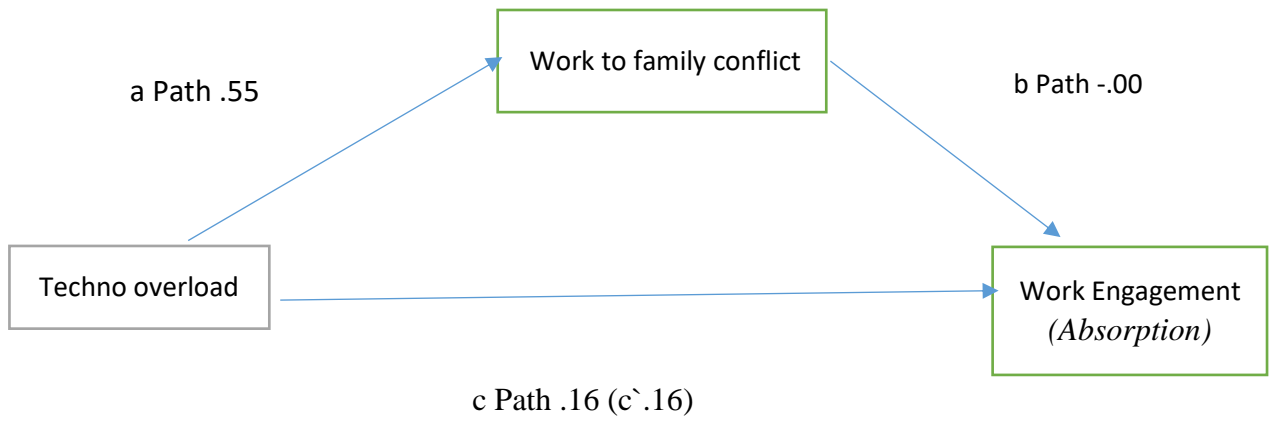 Work to family conflict
a Path .55
b Path -.00
Techno overload
Work Engagement
(Absorption)
c Path .16 (c`.16)